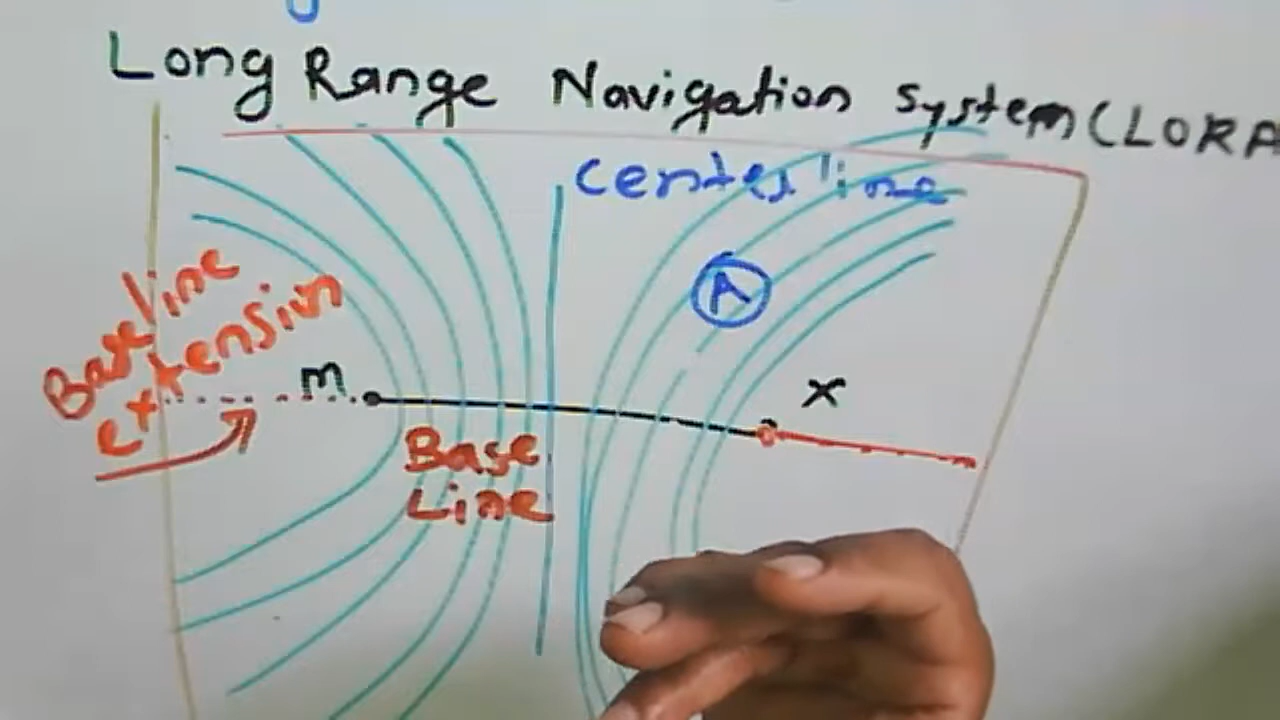 Long Range Navigation System (LORA
Center line
Baseline
extension
A
m
x
Base
Line